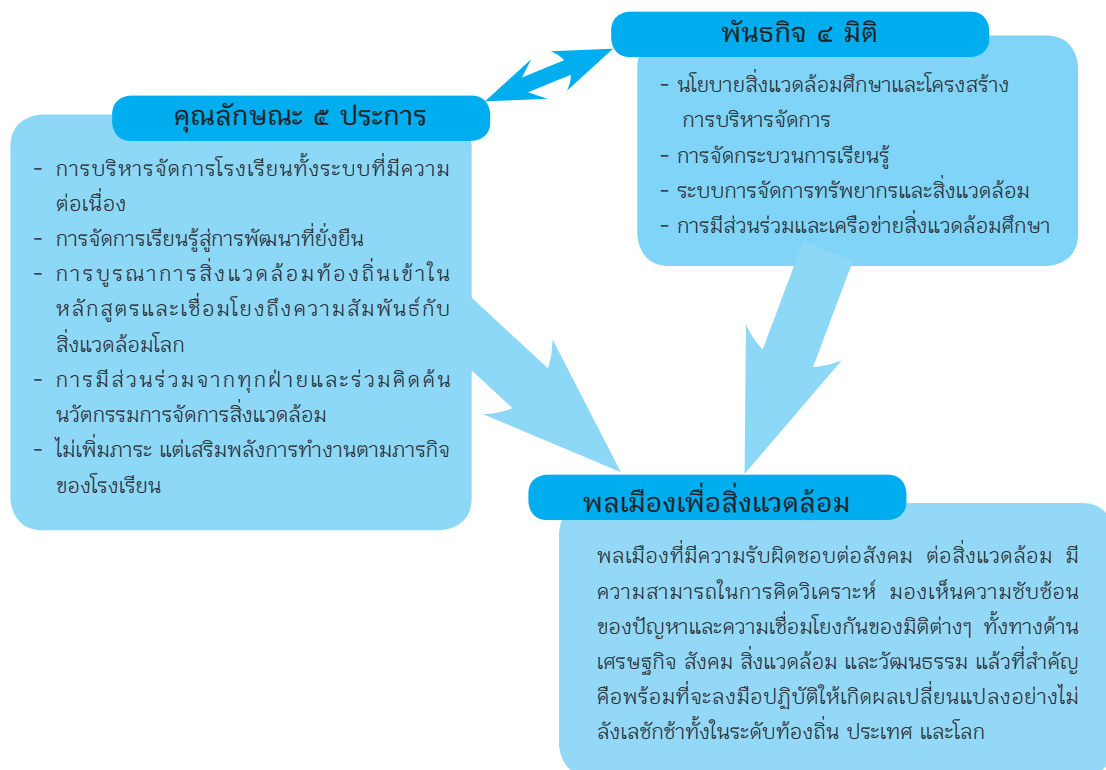 พันธกิจ ๔ มิติ
- นโยบายสิ่งแวดล้อมศึกษาและโครงสร้าง
การบริหารจัดการ
- การจัดกระบวนการเรียนรู้
- ระบบการจัดการทรัพยากรและสิ่งแวดล้อม
- การมีส่วนร่วมและเครือข่ายสิ่งแวดล้อมศึกษา
คุณลักษณะ ๕ ประการ
- การบริหารจัดการโรงเรียนทั้งระบบที่มีความ
ต่อเนื่อง
- การจัดการเรียนรู้สู่การพัฒนาที่ยั่งยืน
- การบูรณาการสิ่งแวดล้อมท้องถิ่นเข้าใน
หลักสูตรและเชื่อมโยงถึงความสัมพันธ์กับ
สิ่งแวดล้อมโลก
- การมีส่วนร่วมจากทุกฝ่ายและร่วมคิดค้น
นวัตกรรมการจัดการสิ่งแวดล้อม
- ไม่เพิ่มภาระ แต่เสริมพลังการทำงานตามภารกิจ
ของโรงเรียน
พลเมืองเพื่อสิ่งแวดล้อม
พลเมืองที่มีความรับผิดชอบต่อสังคม ต่อสิ่งแวดล้อม มี
ความสามารถในการคิดวิเคราะห์ มองเห็นความซับซ้อน
ของปัญหาและความเชื่อมโยงกันของมิติต่างๆ ทั้งทางด้าน
เศรษฐกิจ สังคม สิ่งแวดล้อม และวัฒนธรรม แล้วที่สำคัญ
คือพร้อมที่จะลงมือปฏิบัติให้เกิดผลเปลี่ยนแปลงอย่างไม่
ลังเลชักช้าทั้งในระดับท้องถิ่น ประเทศ และโลก